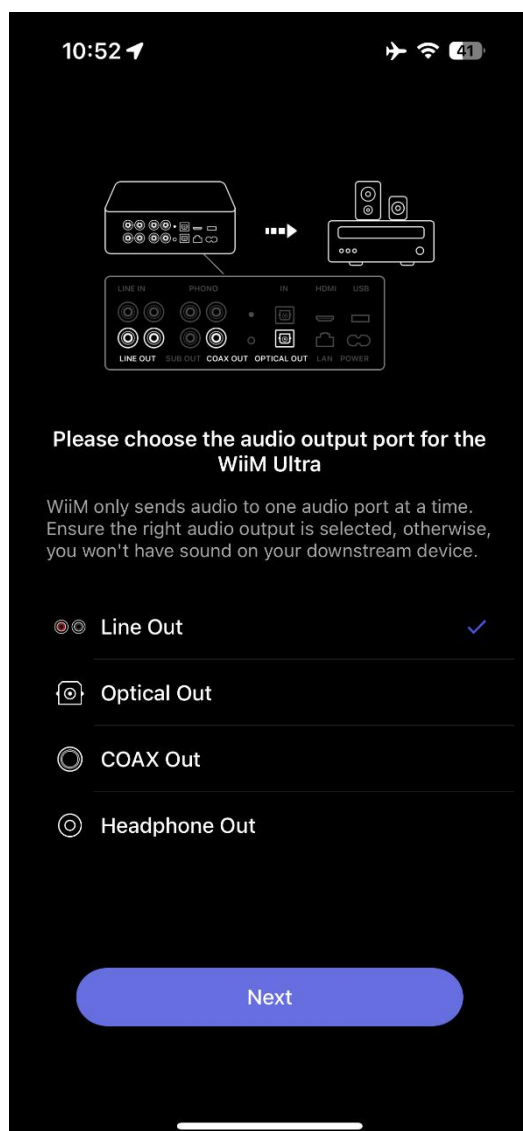 10:52
41
LINE IN PHONO IN HDMI USB
LINE OUT SUB OUT COAX OUT OPTICAL OUT LAN POWER
Please choose the audio output port for the
WiiM Ultra
WiiM only sends audio to one audio port at a time.
Ensure the right audio output is selected, otherwise,
you won't have sound on your downstream device.
Line Out
Optical Out
COAX Out
Headphone Out
Next